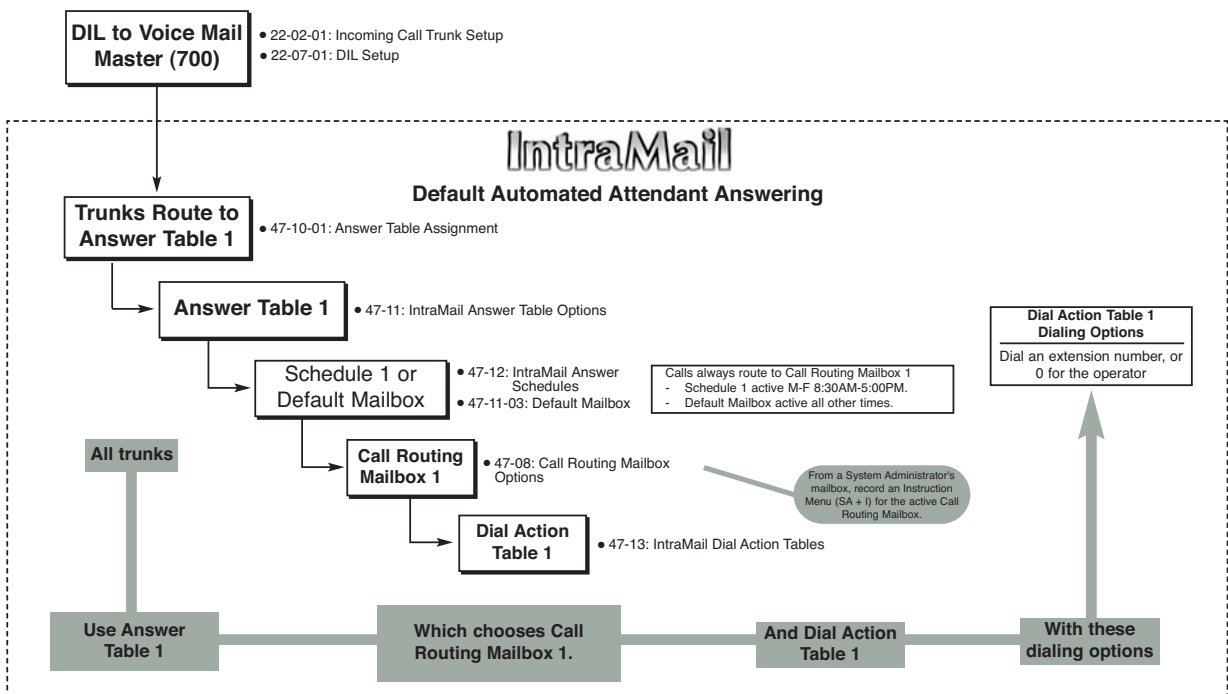 DIL to Voice Mail
Master (700)
• 22-02-01: Incoming Call Trunk Setup
• 22-07-01: DIL Setup
IntraMail
Default Automated Attendant Answering
Trunks Route to
Answer Table 1
• 47-10-01: Answer Table Assignment
Answer Table 1
• 47-11: IntraMail Answer Table Options
Dial Action Table 1
Dialing Options
Dial an extension number, or
0 for the operator
Schedule 1 or
Default Mailbox
• 47-12: IntraMail Answer
Schedules
• 47-11-03: Default Mailbox
Calls always route to Call Routing Mailbox 1
- Schedule 1 active M-F 8:30AM-5:00PM.
- Default Mailbox active all other times.
All trunks
Call Routing
Mailbox 1
• 47-08: Call Routing Mailbox
Options
From a System Administrator's
mailbox, record an Instruction
Menu (SA + I) for the active Call
Routing Mailbox.
Dial Action
Table 1
• 47-13: IntraMail Dial Action Tables
Use Answer
Table 1
Which chooses Call
Routing Mailbox 1.
And Dial Action
Table 1
With these
dialing options